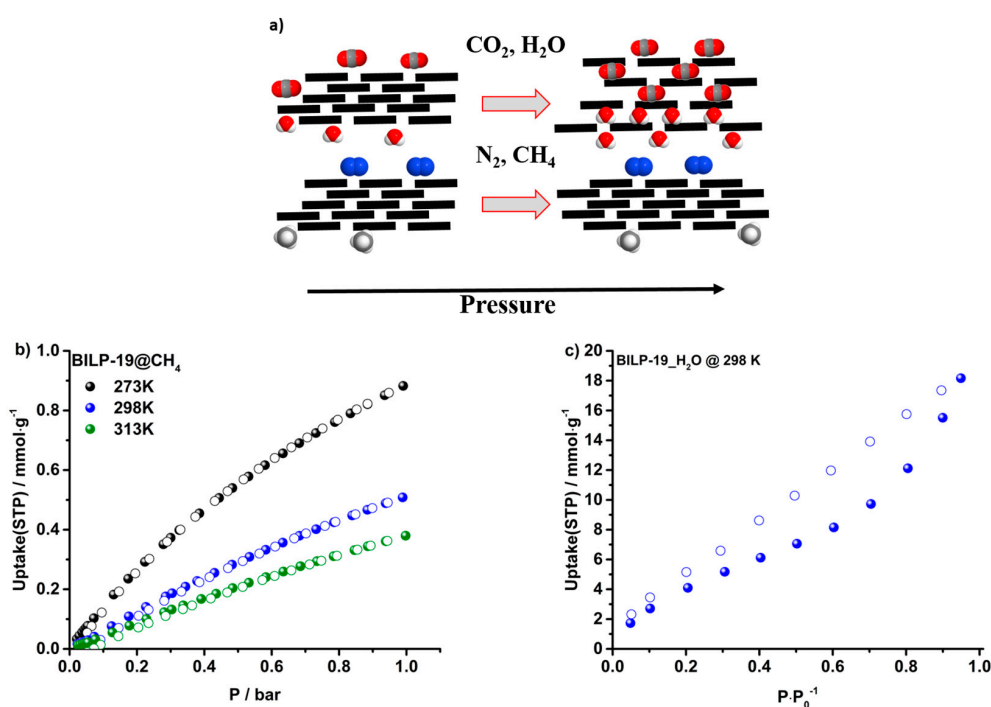 a)
CO₂, H₂O
N₂, CH₄
Pressure
b)
BILP-19@CH₄
273K
298K
313K
1.0
0.8
0.6
0.4
0.2
0.0
Uptake(STP) / mmol·g⁻¹
0.0 0.2 0.4 0.6 0.8 1.0
P / bar
c)
BILP-19_H₂O @ 298 K
20
18
16
14
12
10
8
6
4
2
0
Uptake(STP) / mmol·g⁻¹
0.0 0.2 0.4 0.6 0.8 1.0
P·P₀⁻¹